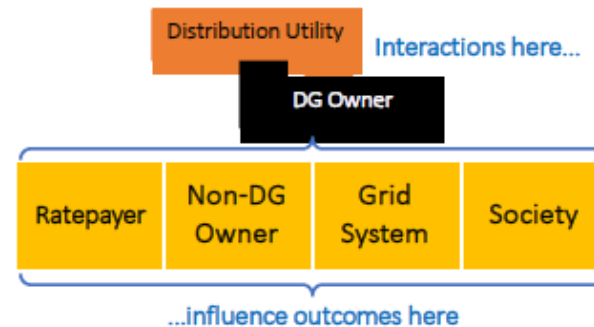 Distribution Utility
Interactions here...
DG Owner
Ratepayer
Non-DG
Owner
Grid
System
Society
...influence outcomes here